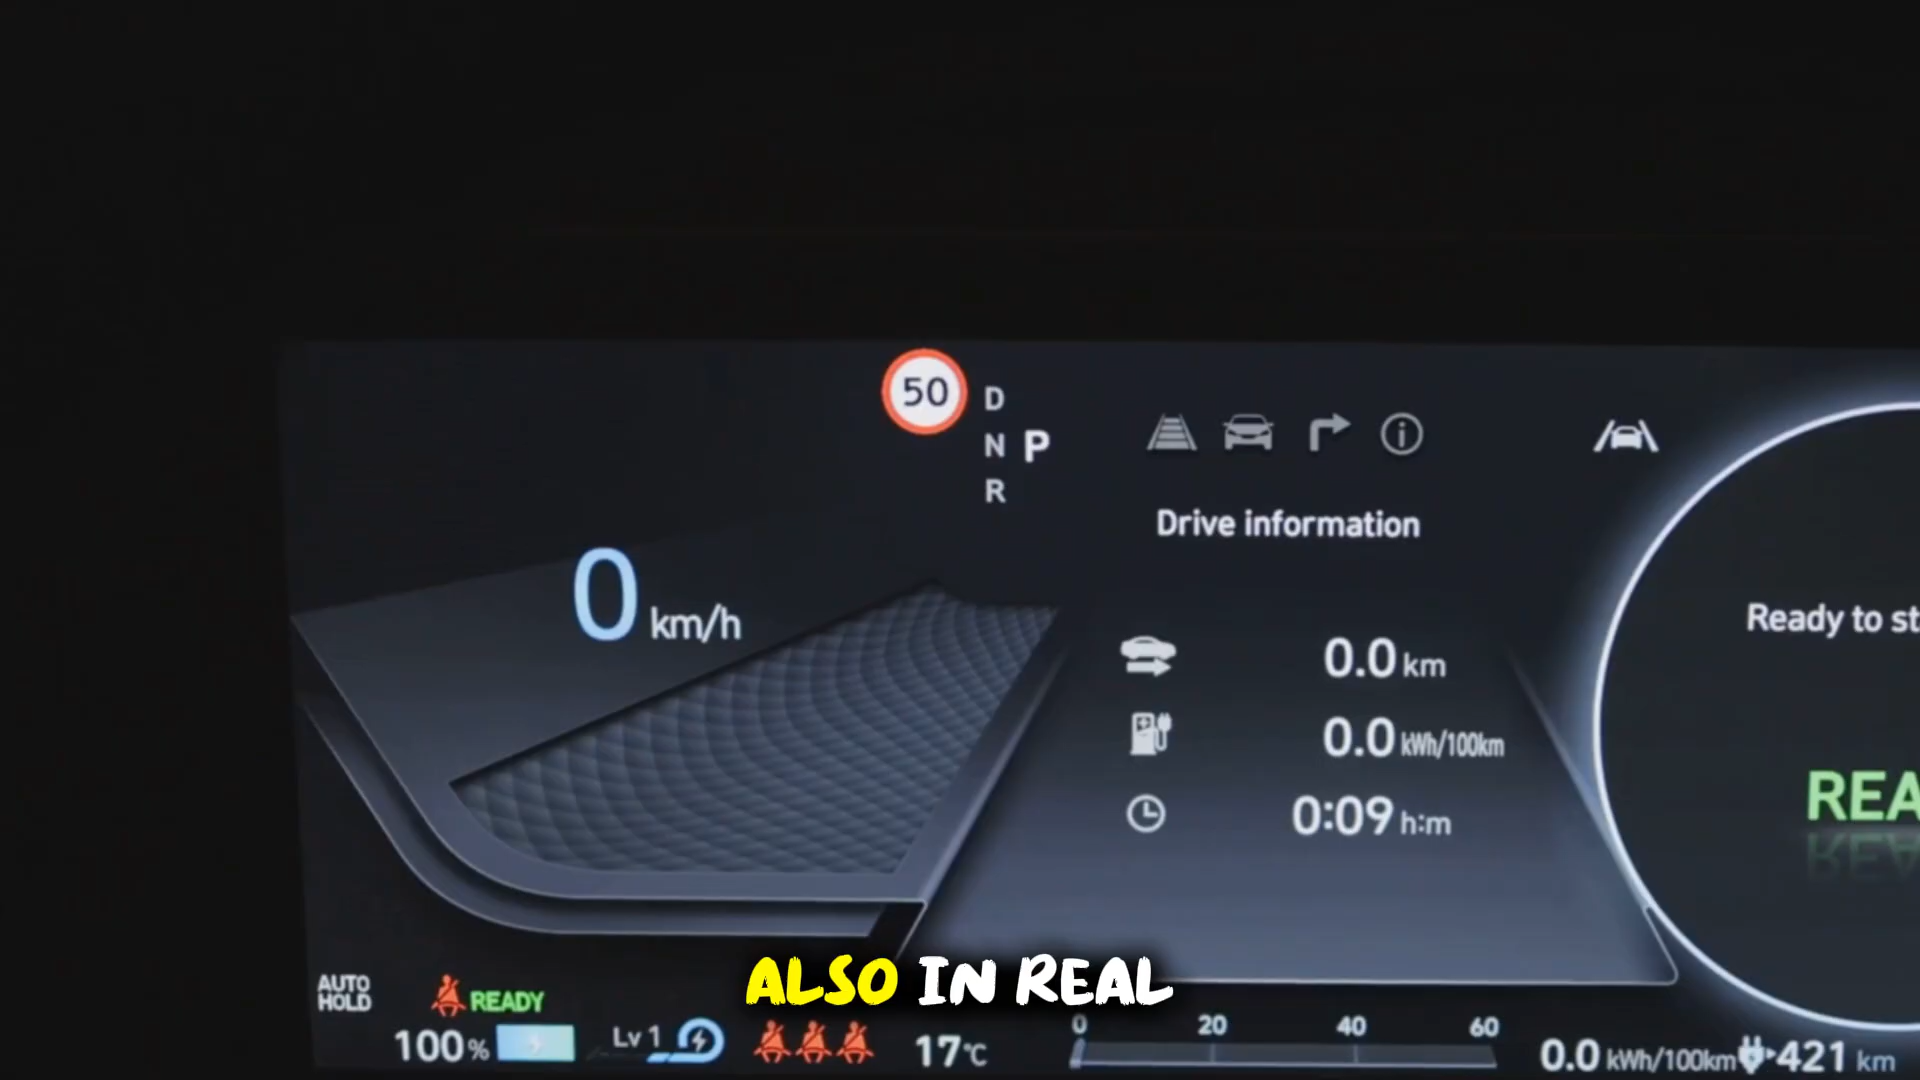 50
D
N P
R
Drive information
0 km/h
0.0 km
0.0 kWh/100km
0:09 h:m
Ready to st
REA
ALSO IN REAL
AUTO
HOLD
READY
100%
Lv 1
17°C
0 20 40 60
0.0 kWh/100km
421 km